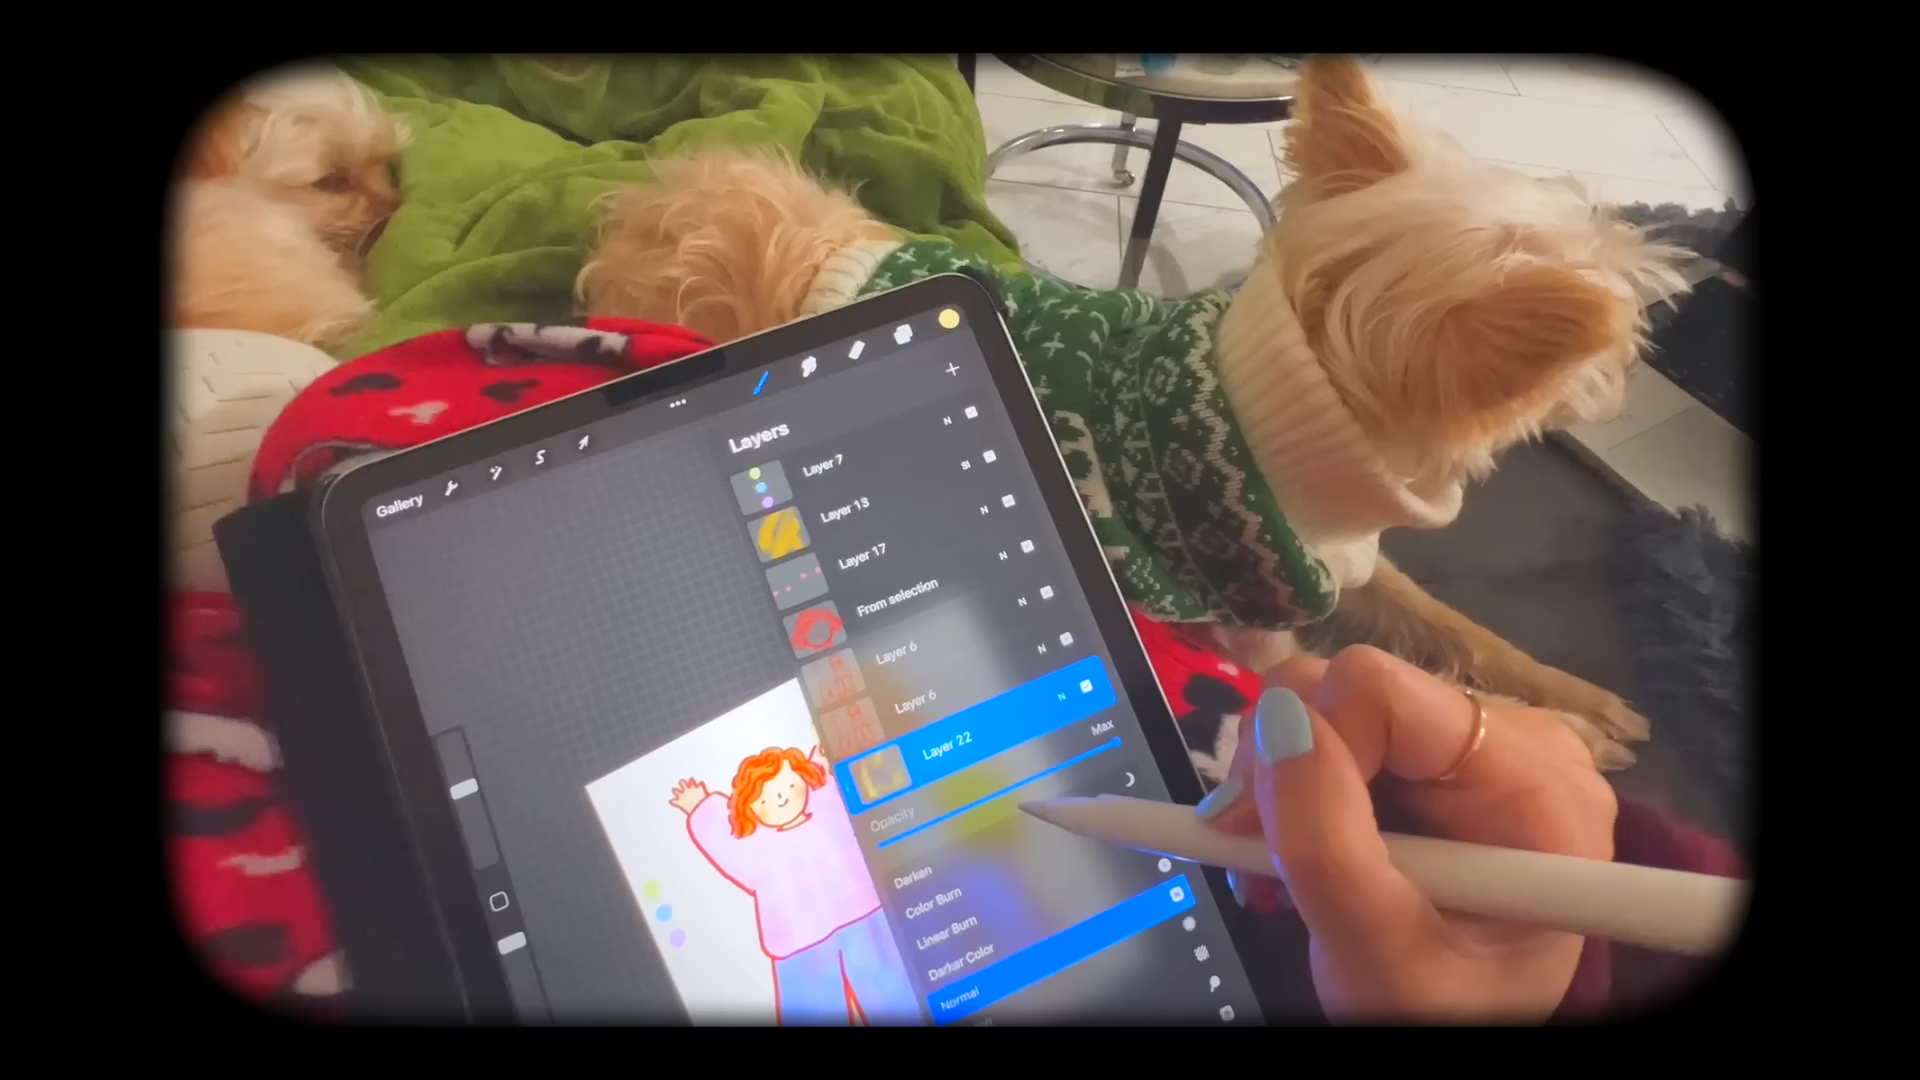 Gallery
Layers
Layer 7
N
Layer 13
SI
Layer 17
N
From selection
N
Layer 6
N
Layer 6
N
Layer 22
N
Opacity
Max
Darken
Color Burn
Linear Burn
Darker Color
Normal
N